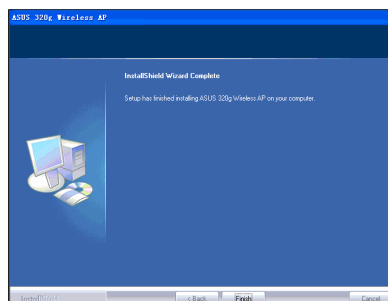 ASUS 320g Wireless AP
InstallShield Wizard Complete
Setup has finished installing ASUS 320g Wireless AP on your computer.
InstallShield
< Back
Finish
Cancel